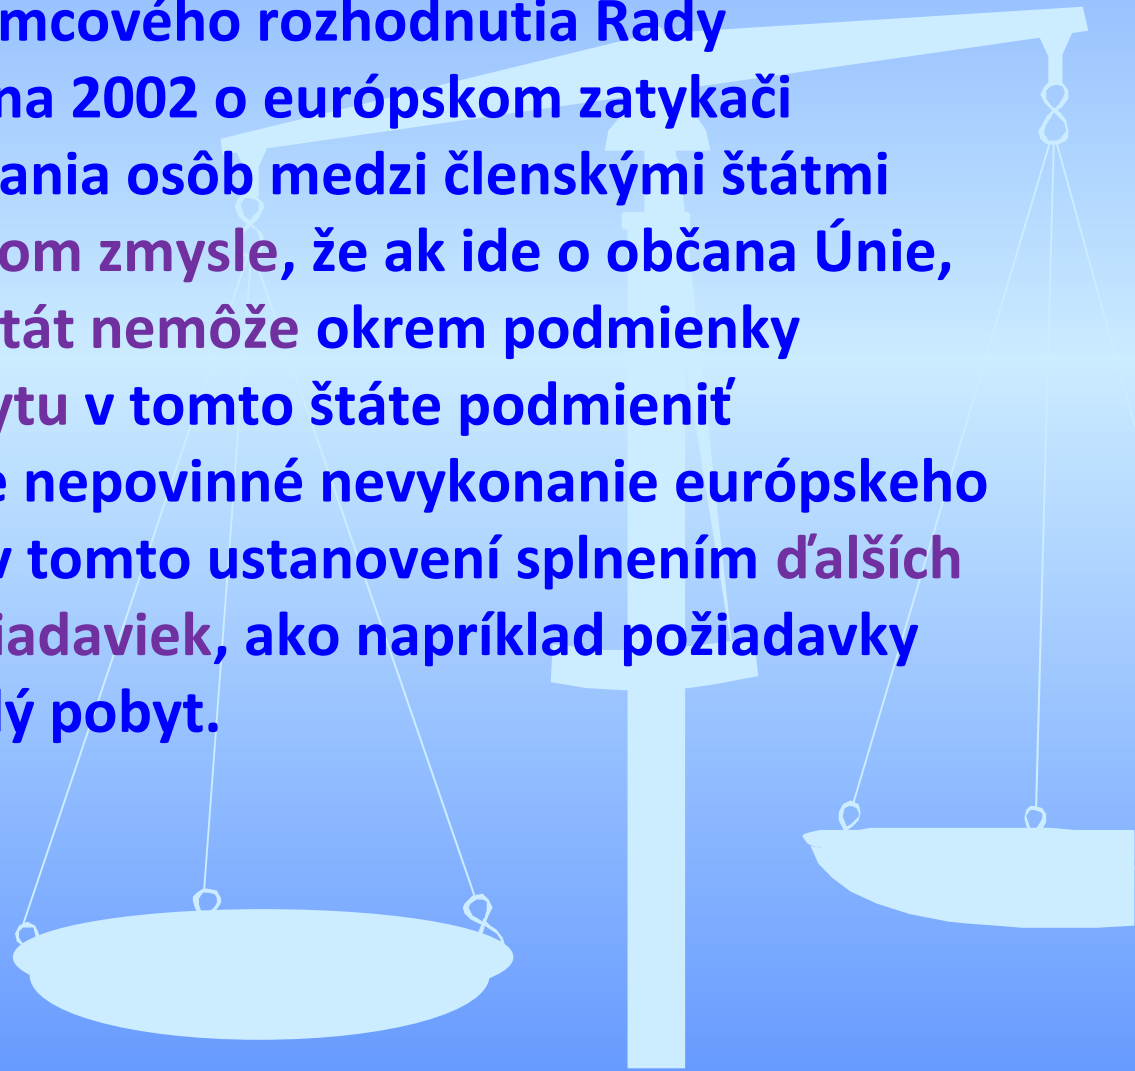 mcového rozhodnutia Rady
na 2002 o európskom zatykači
ania osôb medzi členskými štátmi
om zmysle, že ak ide o občana Únie,
tát nemôže okrem podmienky
ytu v tomto štáte podmieniť
e nepovinné nevykonanie európskeho
v tomto ustanovení splnením ďalších
iadaviek, ako napríklad požiadavky
lý pobyt.